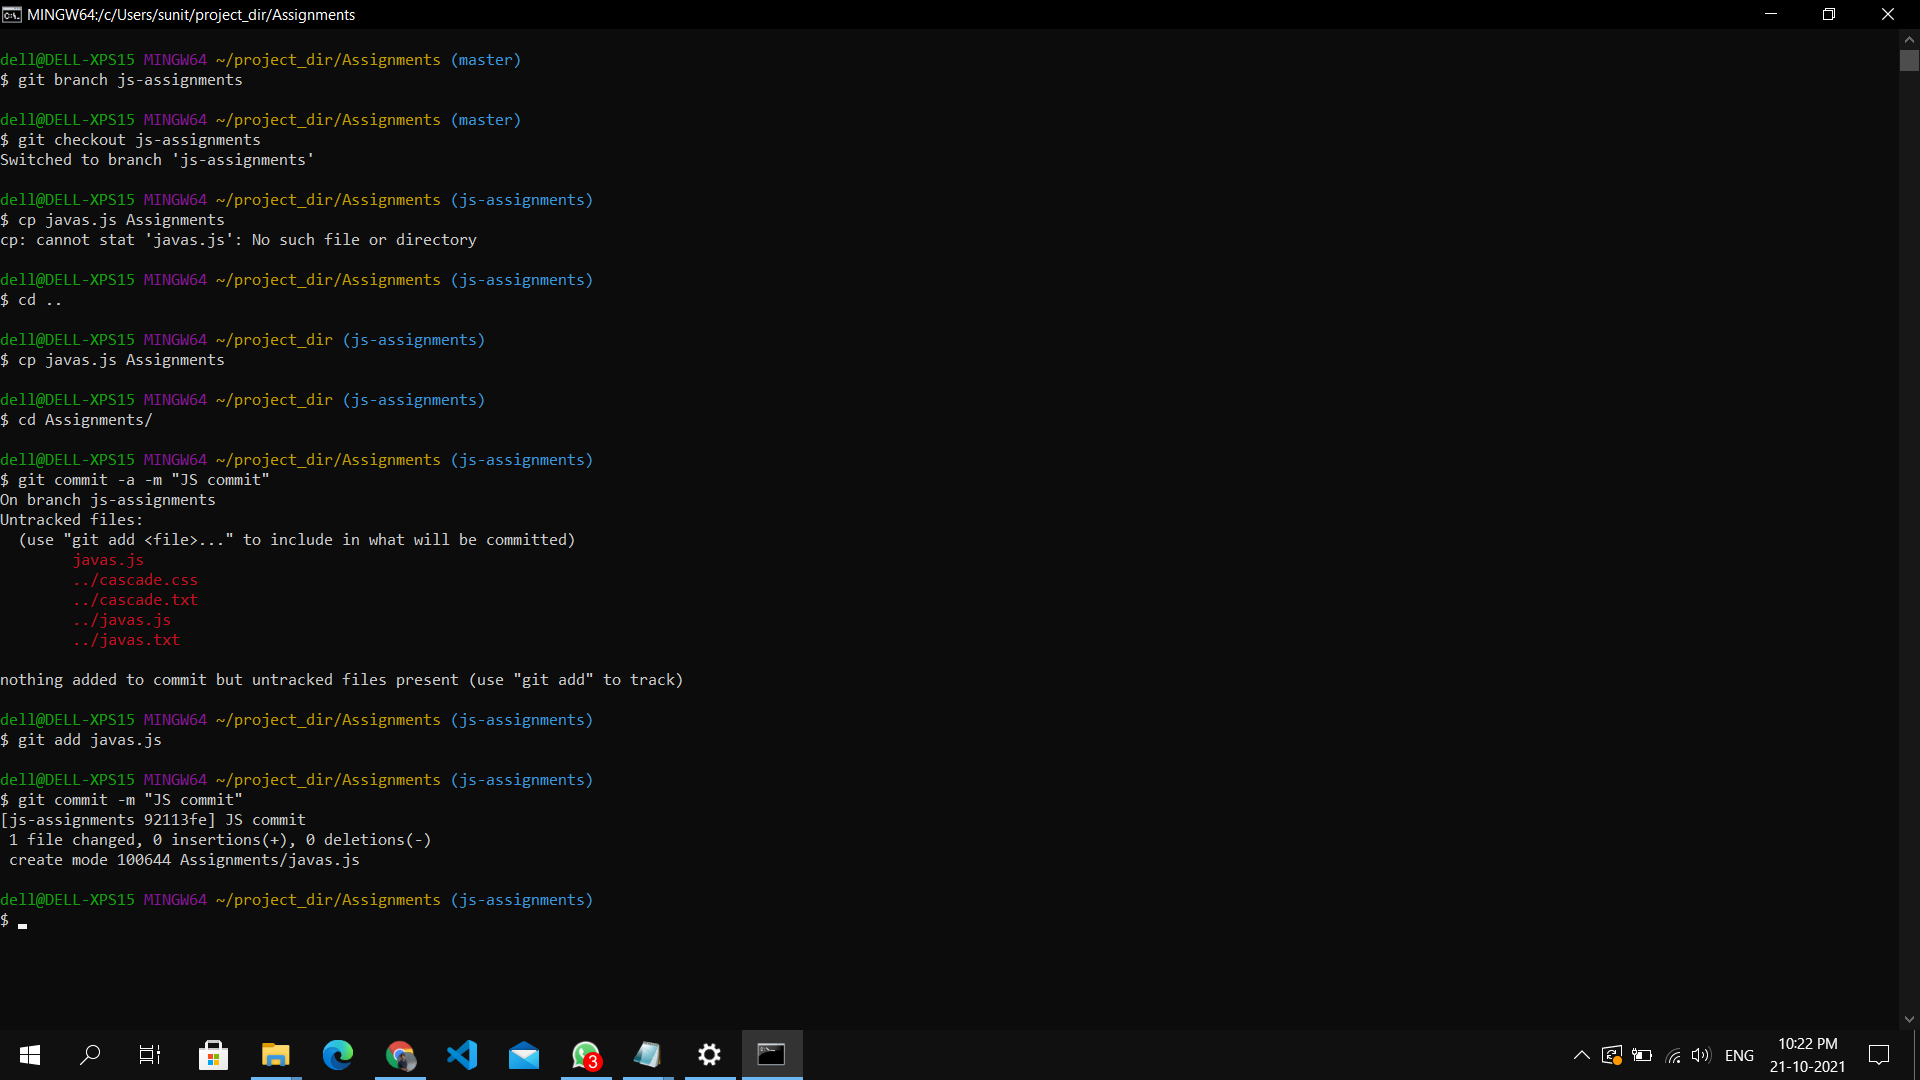 MINGW64:/c/Users/sunit/project_dir/Assignments
dell@DELL-XPS15 MINGW64 ~/project_dir/Assignments (master)
$ git branch js-assignments
dell@DELL-XPS15 MINGW64 ~/project_dir/Assignments (master)
$ git checkout js-assignments
Switched to branch 'js-assignments'
dell@DELL-XPS15 MINGW64 ~/project_dir/Assignments (js-assignments)
$ cp javas.js Assignments
cp: cannot stat 'javas.js': No such file or directory
dell@DELL-XPS15 MINGW64 ~/project_dir/Assignments (js-assignments)
$ cd ..
dell@DELL-XPS15 MINGW64 ~/project_dir (js-assignments)
$ cp javas.js Assignments
dell@DELL-XPS15 MINGW64 ~/project_dir (js-assignments)
$ cd Assignments/
dell@DELL-XPS15 MINGW64 ~/project_dir/Assignments (js-assignments)
$ git commit -a -m "JS commit"
On branch js-assignments
Untracked files:
(use "git add <file>..." to include in what will be committed)
javas.js
../cascade.css
../cascade.txt
../javas.js
../javas.txt
nothing added to commit but untracked files present (use "git add" to track)
dell@DELL-XPS15 MINGW64 ~/project_dir/Assignments (js-assignments)
$ git add javas.js
dell@DELL-XPS15 MINGW64 ~/project_dir/Assignments (js-assignments)
$ git commit -m "JS commit"
[js-assignments 92113fe] JS commit
1 file changed, 0 insertions(+), 0 deletions(-)
create mode 100644 Assignments/javas.js
dell@DELL-XPS15 MINGW64 ~/project_dir/Assignments (js-assignments)
$
3
ENG
10:22 PM
21-10-2021